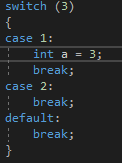 switch (3)
{
case 1:
    int a = 3;
    break;
case 2:
    break;
default:
    break;
}